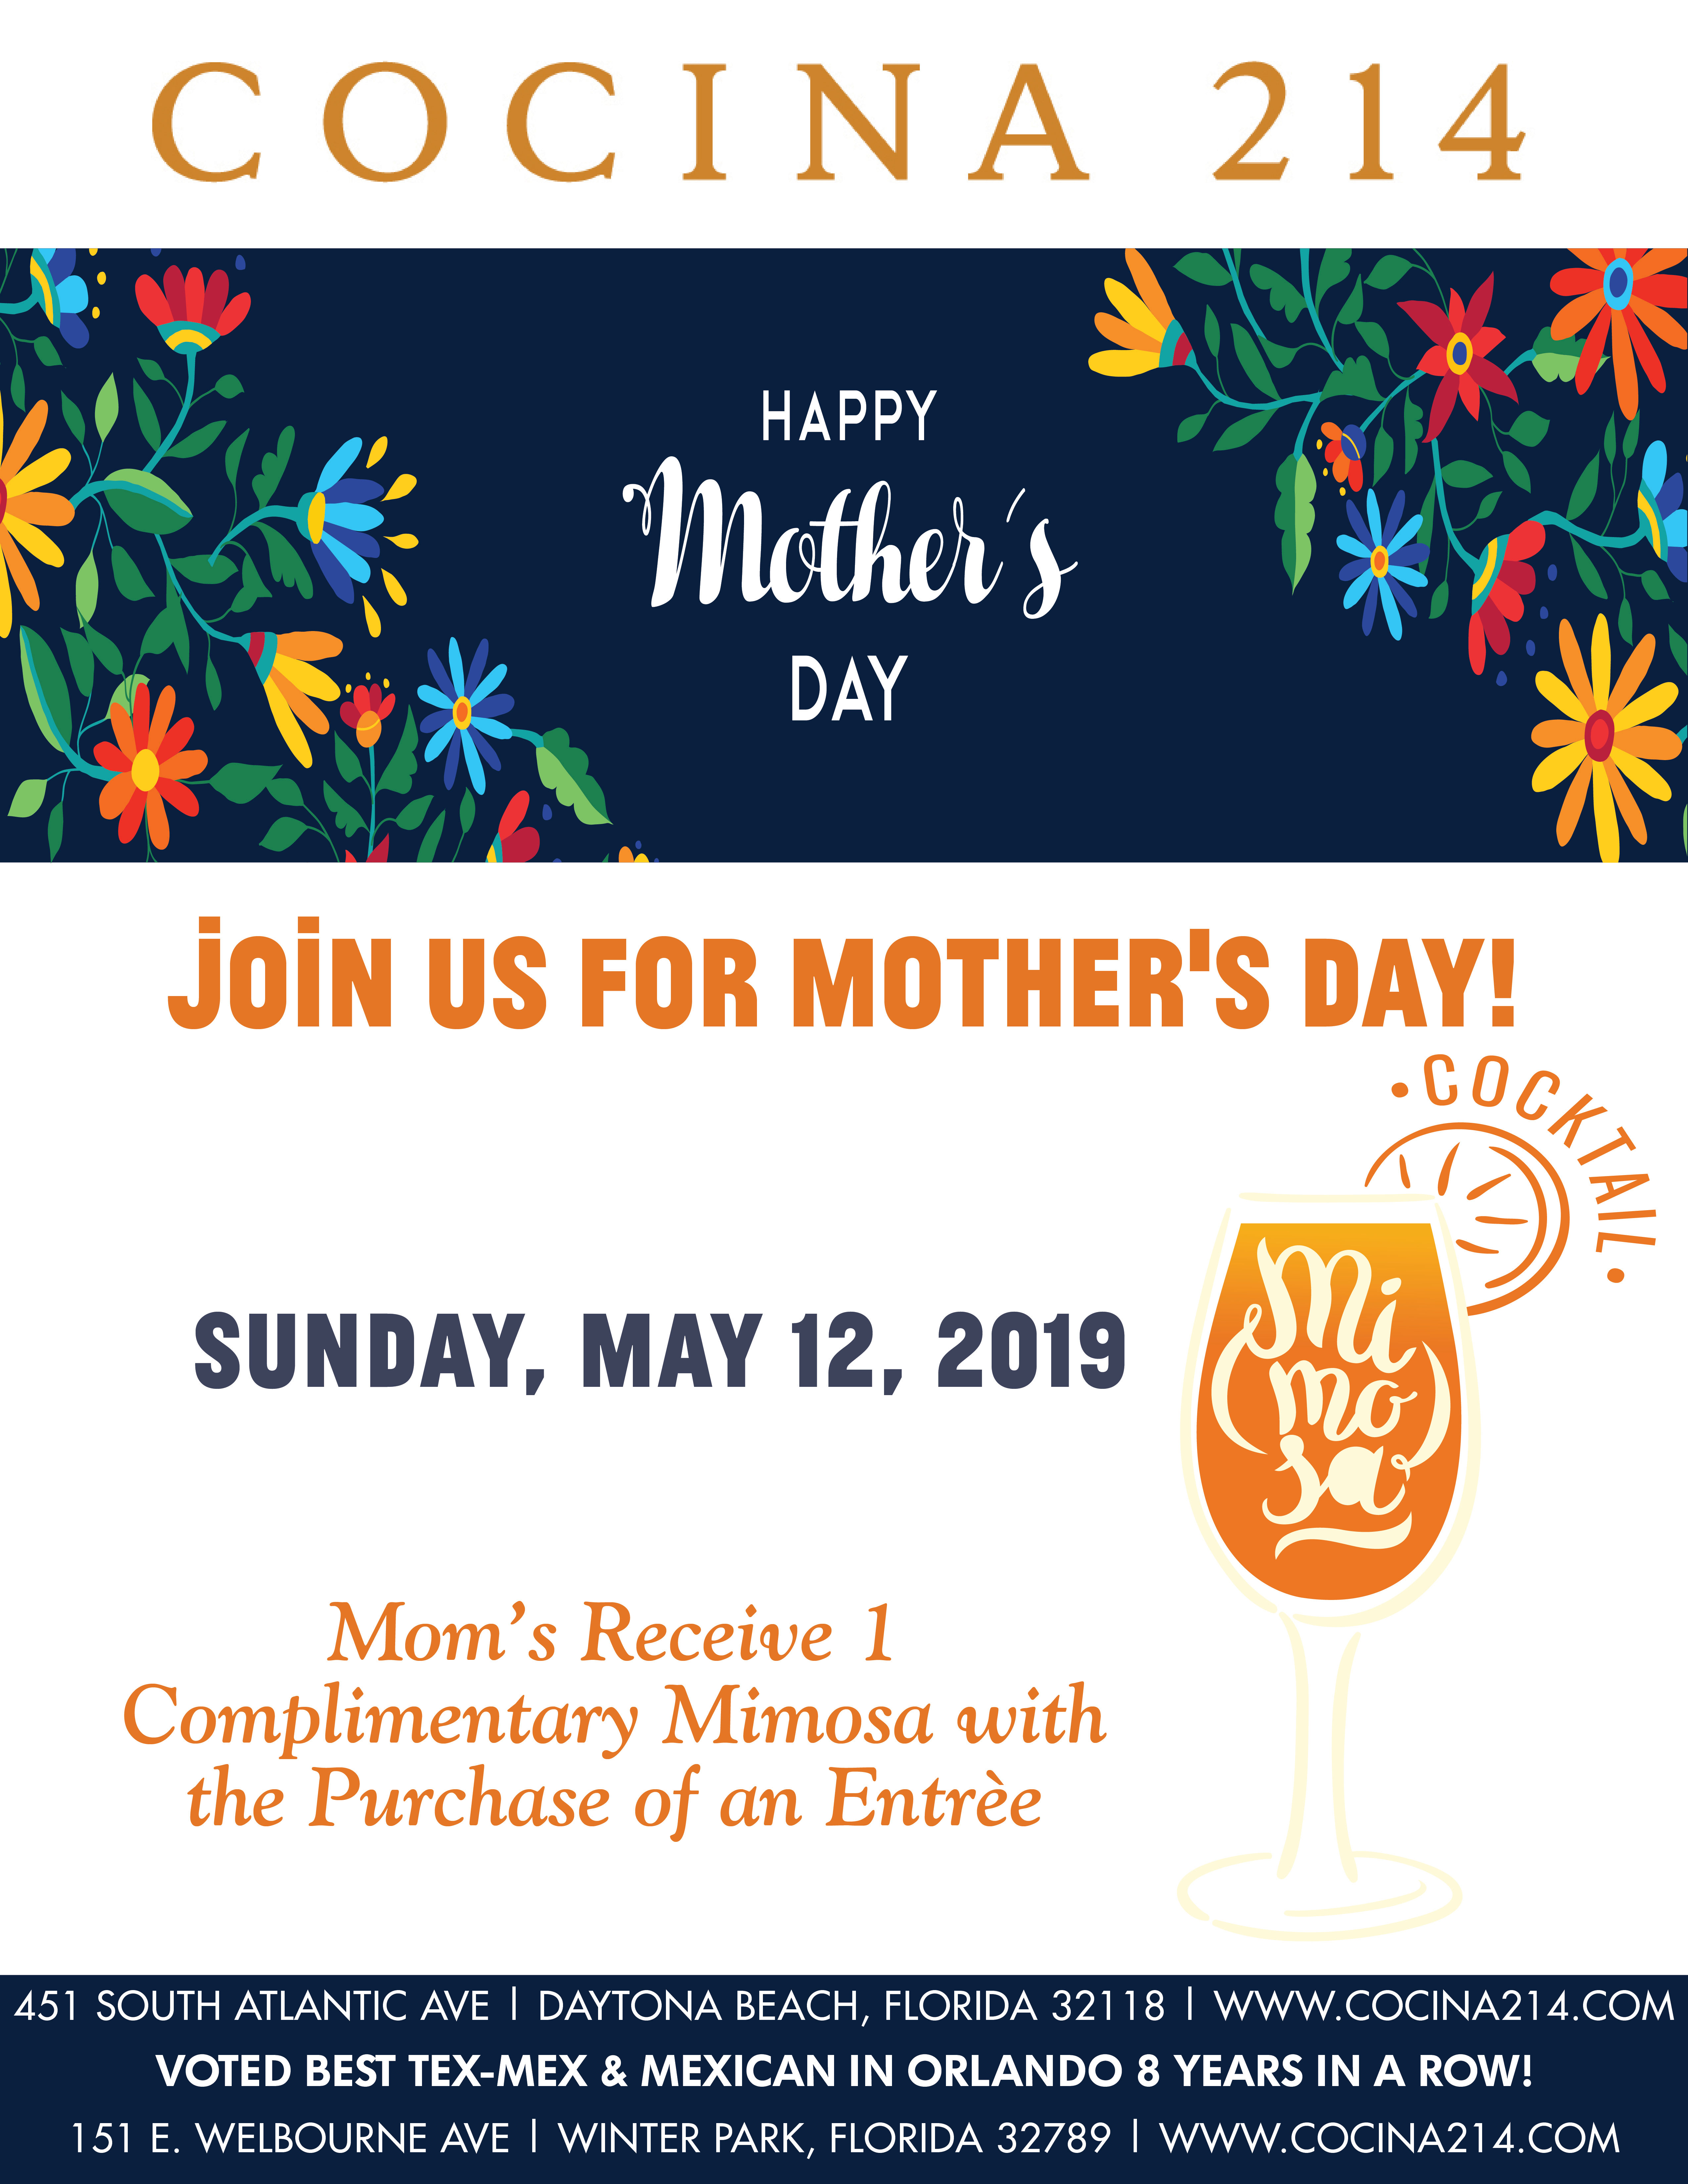 COCINA 214
HAPPY
Mother´s
DAY
JOIN US FOR MOTHER'S DAY!
•COCKTAIL•
SUNDAY, MAY 12, 2019
Mi
mo
sa
Mom’s Receive 1
Complimentary Mimosa with
the Purchase of an Entrèe
451 SOUTH ATLANTIC AVE | DAYTONA BEACH, FLORIDA 32118 | WWW.COCINA214.COM
VOTED BEST TEX-MEX & MEXICAN IN ORLANDO 8 YEARS IN A ROW!
151 E. WELBOURNE AVE | WINTER PARK, FLORIDA 32789 | WWW.COCINA214.COM